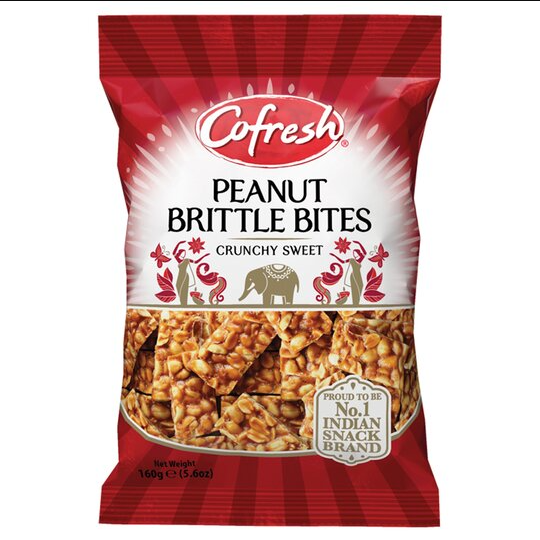 Cofresh®
PEANUT
BRITTLE BITES
CRUNCHY SWEET
PROUD TO BE
No.1
INDIAN
SNACK
BRAND
Net Weight
160g ℮ (5.6oz)